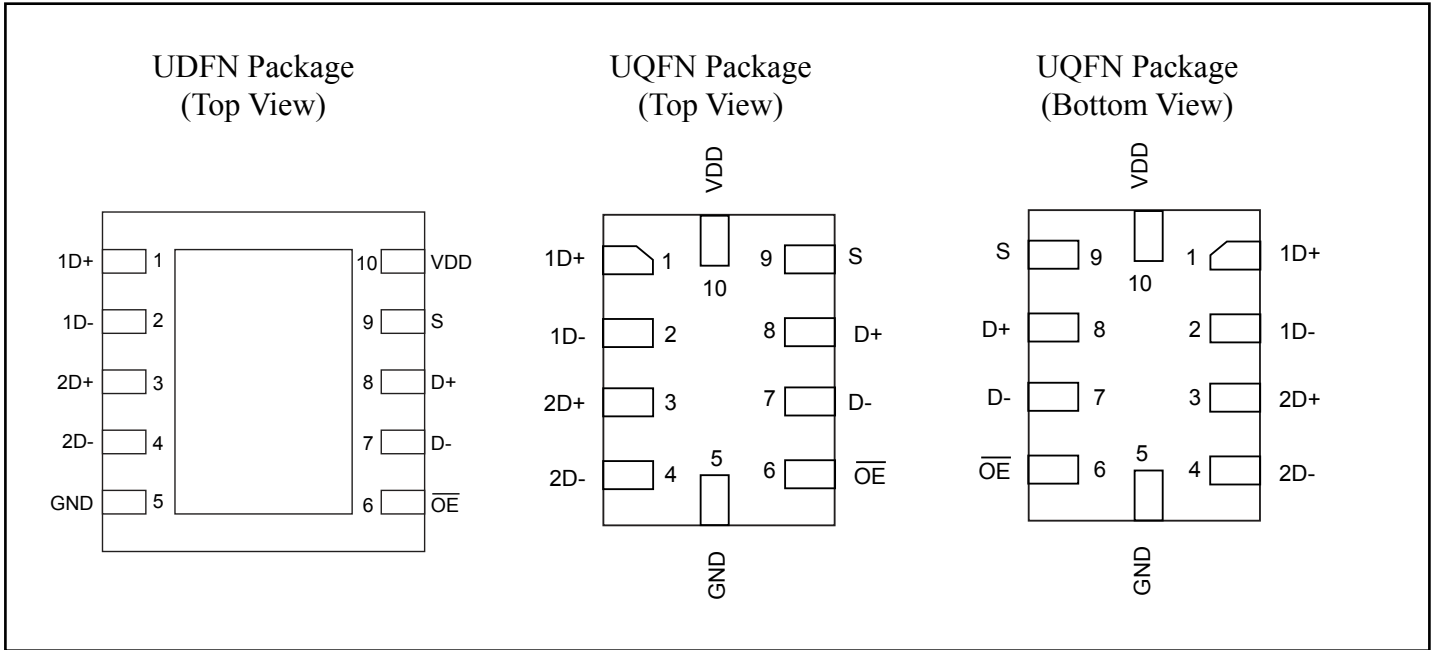 UDFN Package
(Top View)
1D+ 1 10 VDD
1D- 2 9 S
2D+ 3 8 D+
2D- 4 7 D-
GND 5 6 O̅E̅
UQFN Package
(Top View)
VDD
1D+ 1 10 9 S
1D- 2 8 D+
2D+ 3 7 D-
2D- 4 5 6 O̅E̅
GND
UQFN Package
(Bottom View)
VDD
S 9 10 1 1D+
D+ 8 2 1D-
D- 7 3 2D+
O̅E̅ 6 5 4 2D-
GND